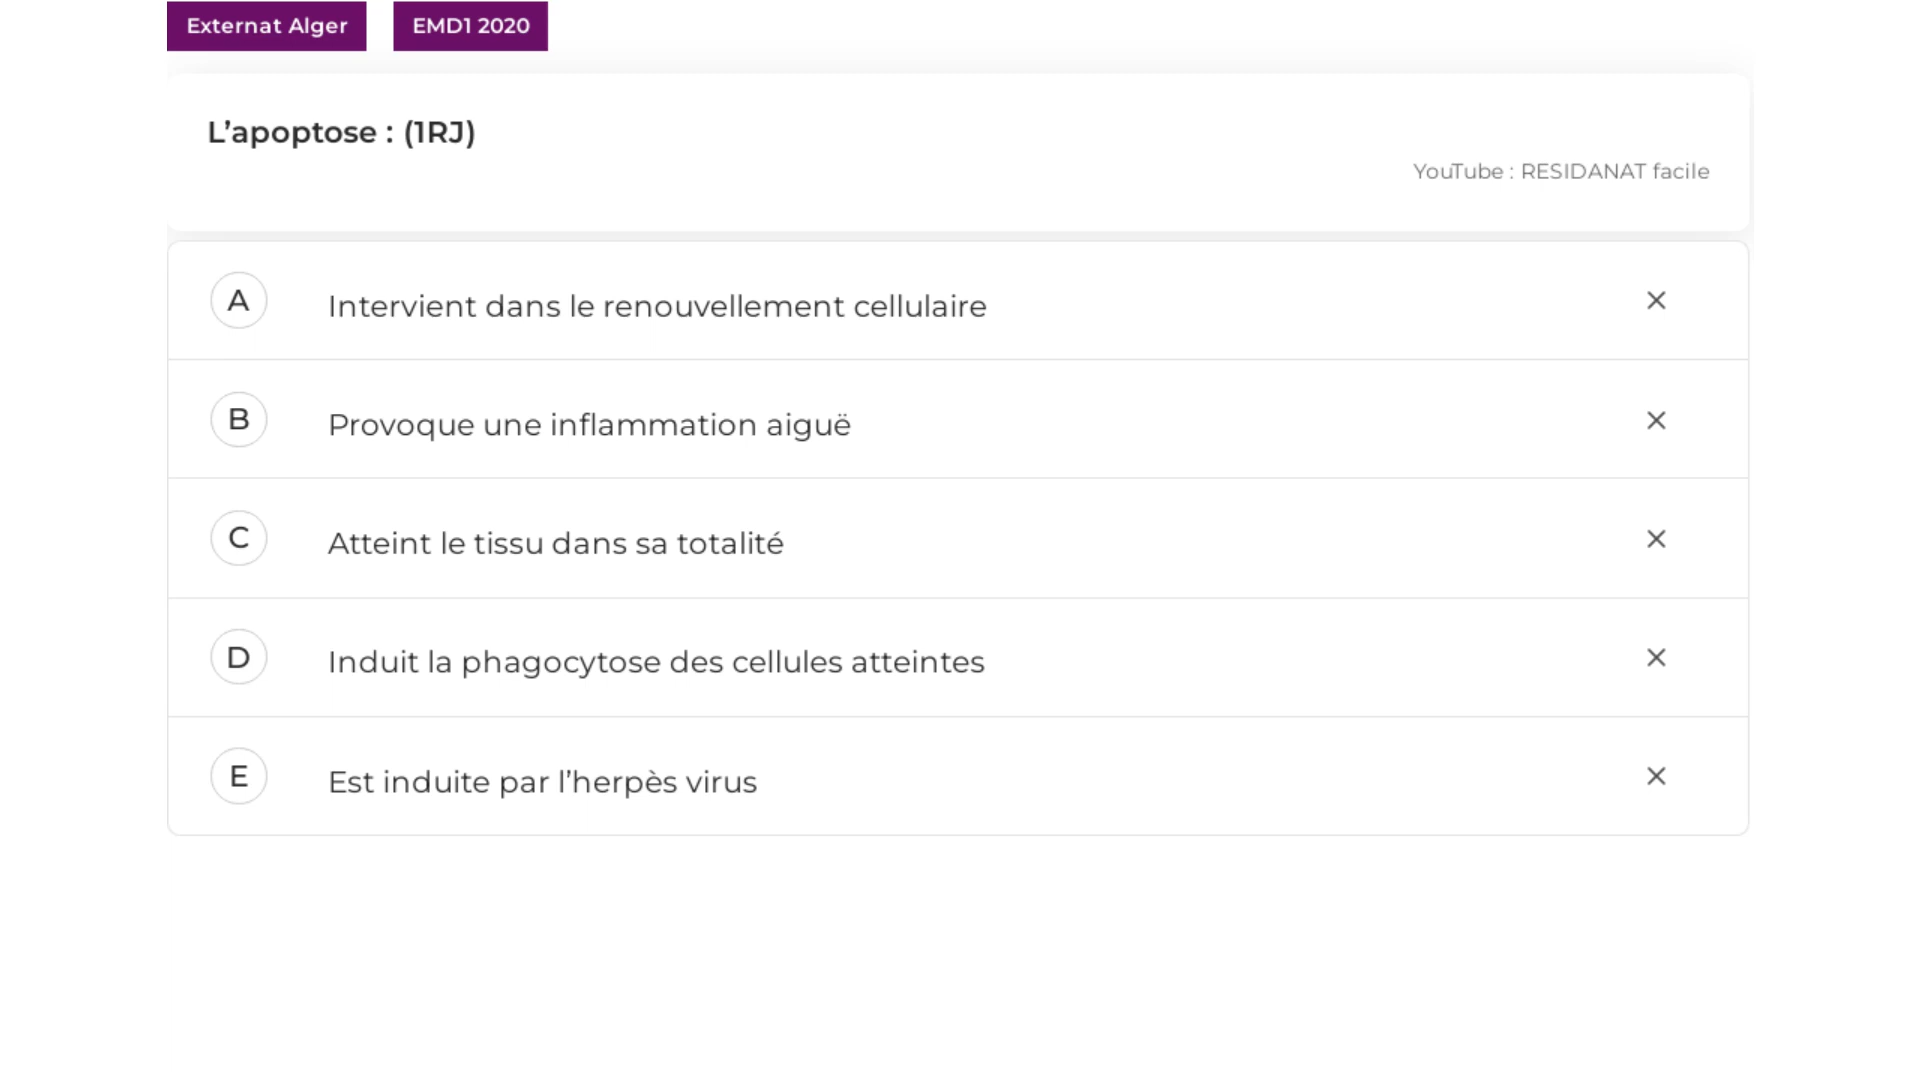 Externat Alger EMD1 2020
L’apoptose : (1RJ)
YouTube : RESIDANAT facile
A Intervient dans le renouvellement cellulaire
B Provoque une inflammation aiguë
C Atteint le tissu dans sa totalité
D Induit la phagocytose des cellules atteintes
E Est induite par l’herpès virus